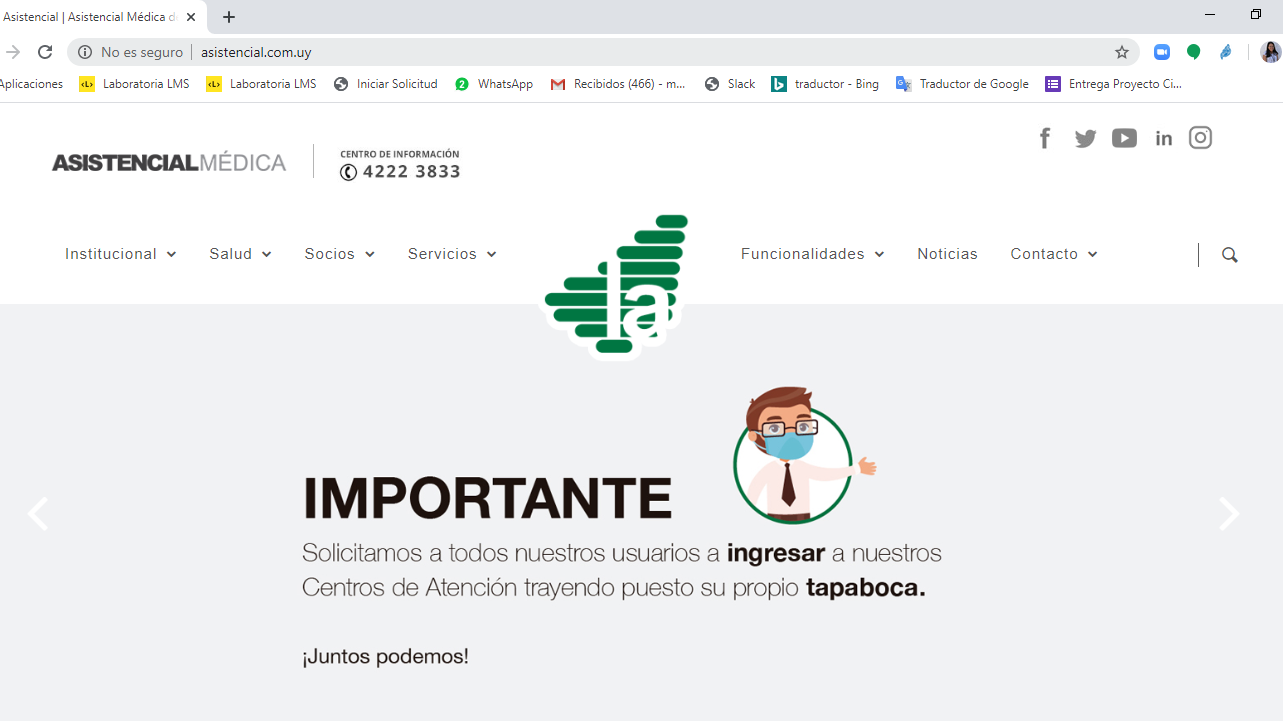 Asistencial | Asistencial Médica d
No es seguro | asistencial.com.uy
Aplicaciones Laboratoria LMS Laboratoria LMS Iniciar Solicitud 2 WhatsApp Recibidos (466) - m... Slack traductor - Bing Traductor de Google Entrega Proyecto Ci...
ASISTENCIALMÉDICA
CENTRO DE INFORMACIÓN
4222 3833
Institucional Salud Socios Servicios Funcionalidades Noticias Contacto
la
IMPORTANTE
Solicitamos a todos nuestros usuarios a ingresar a nuestros
Centros de Atención trayendo puesto su propio tapaboca.
¡Juntos podemos!